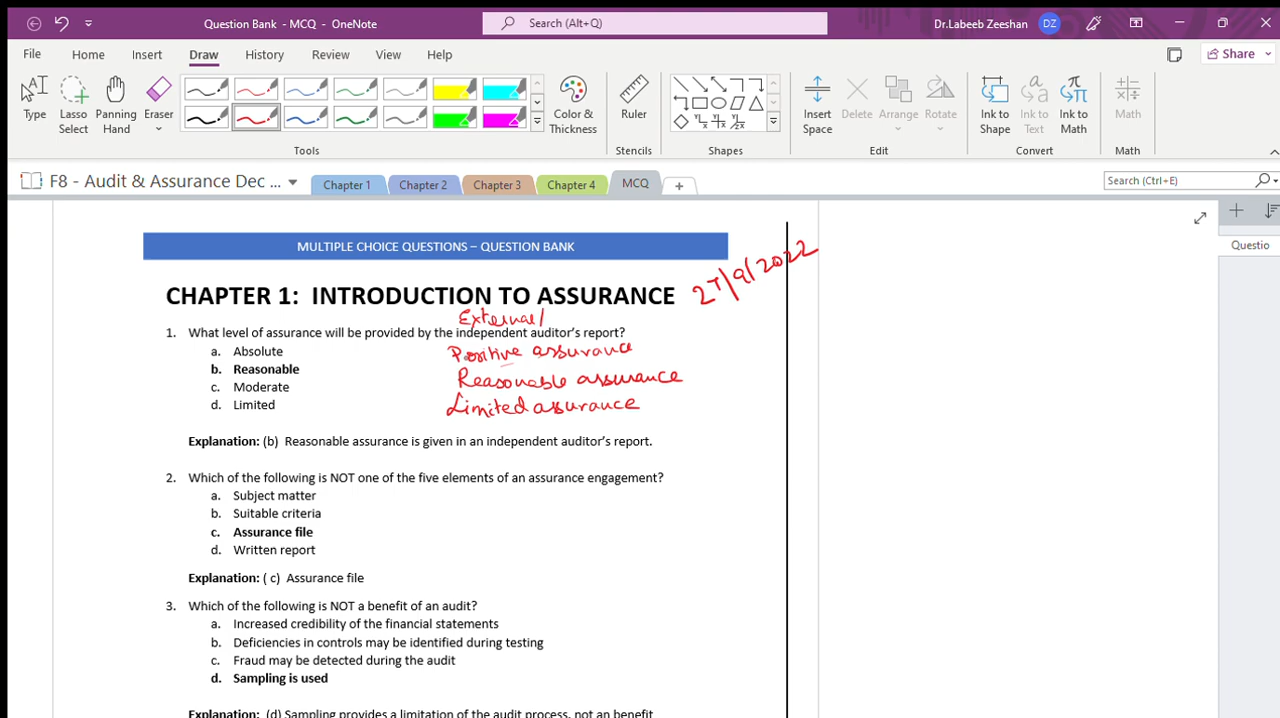 Question Bank - MCQ - OneNote
Search (Alt+Q)
Dr.Labeeb Zeeshan
DZ
File
Home
Insert
Draw
History
Review
View
Help
Share
Type
Lasso Select
Panning Hand
Eraser
Color & Thickness
Ruler
Insert Space
Delete
Arrange
Rotate
Ink to Shape
Ink to Text
Ink to Math
Math
Tools
Stencils
Shapes
Edit
Convert
Math
F8 - Audit & Assurance Dec ...
Chapter 1
Chapter 2
Chapter 3
Chapter 4
MCQ
Search (Ctrl+E)
Questio
MULTIPLE CHOICE QUESTIONS – QUESTION BANK
27/9/2022
CHAPTER 1: INTRODUCTION TO ASSURANCE
External/
1. What level of assurance will be provided by the independent auditor's report?
a. Absolute
Positive assurance
b. Reasonable
Reasonable assurance
c. Moderate
d. Limited
Limited assurance
Explanation: (b) Reasonable assurance is given in an independent auditor's report.
2. Which of the following is NOT one of the five elements of an assurance engagement?
a. Subject matter
b. Suitable criteria
c. Assurance file
d. Written report
Explanation: ( c) Assurance file
3. Which of the following is NOT a benefit of an audit?
a. Increased credibility of the financial statements
b. Deficiencies in controls may be identified during testing
c. Fraud may be detected during the audit
d. Sampling is used
Explanation: (d) Sampling provides a limitation of the audit process, not an benefit